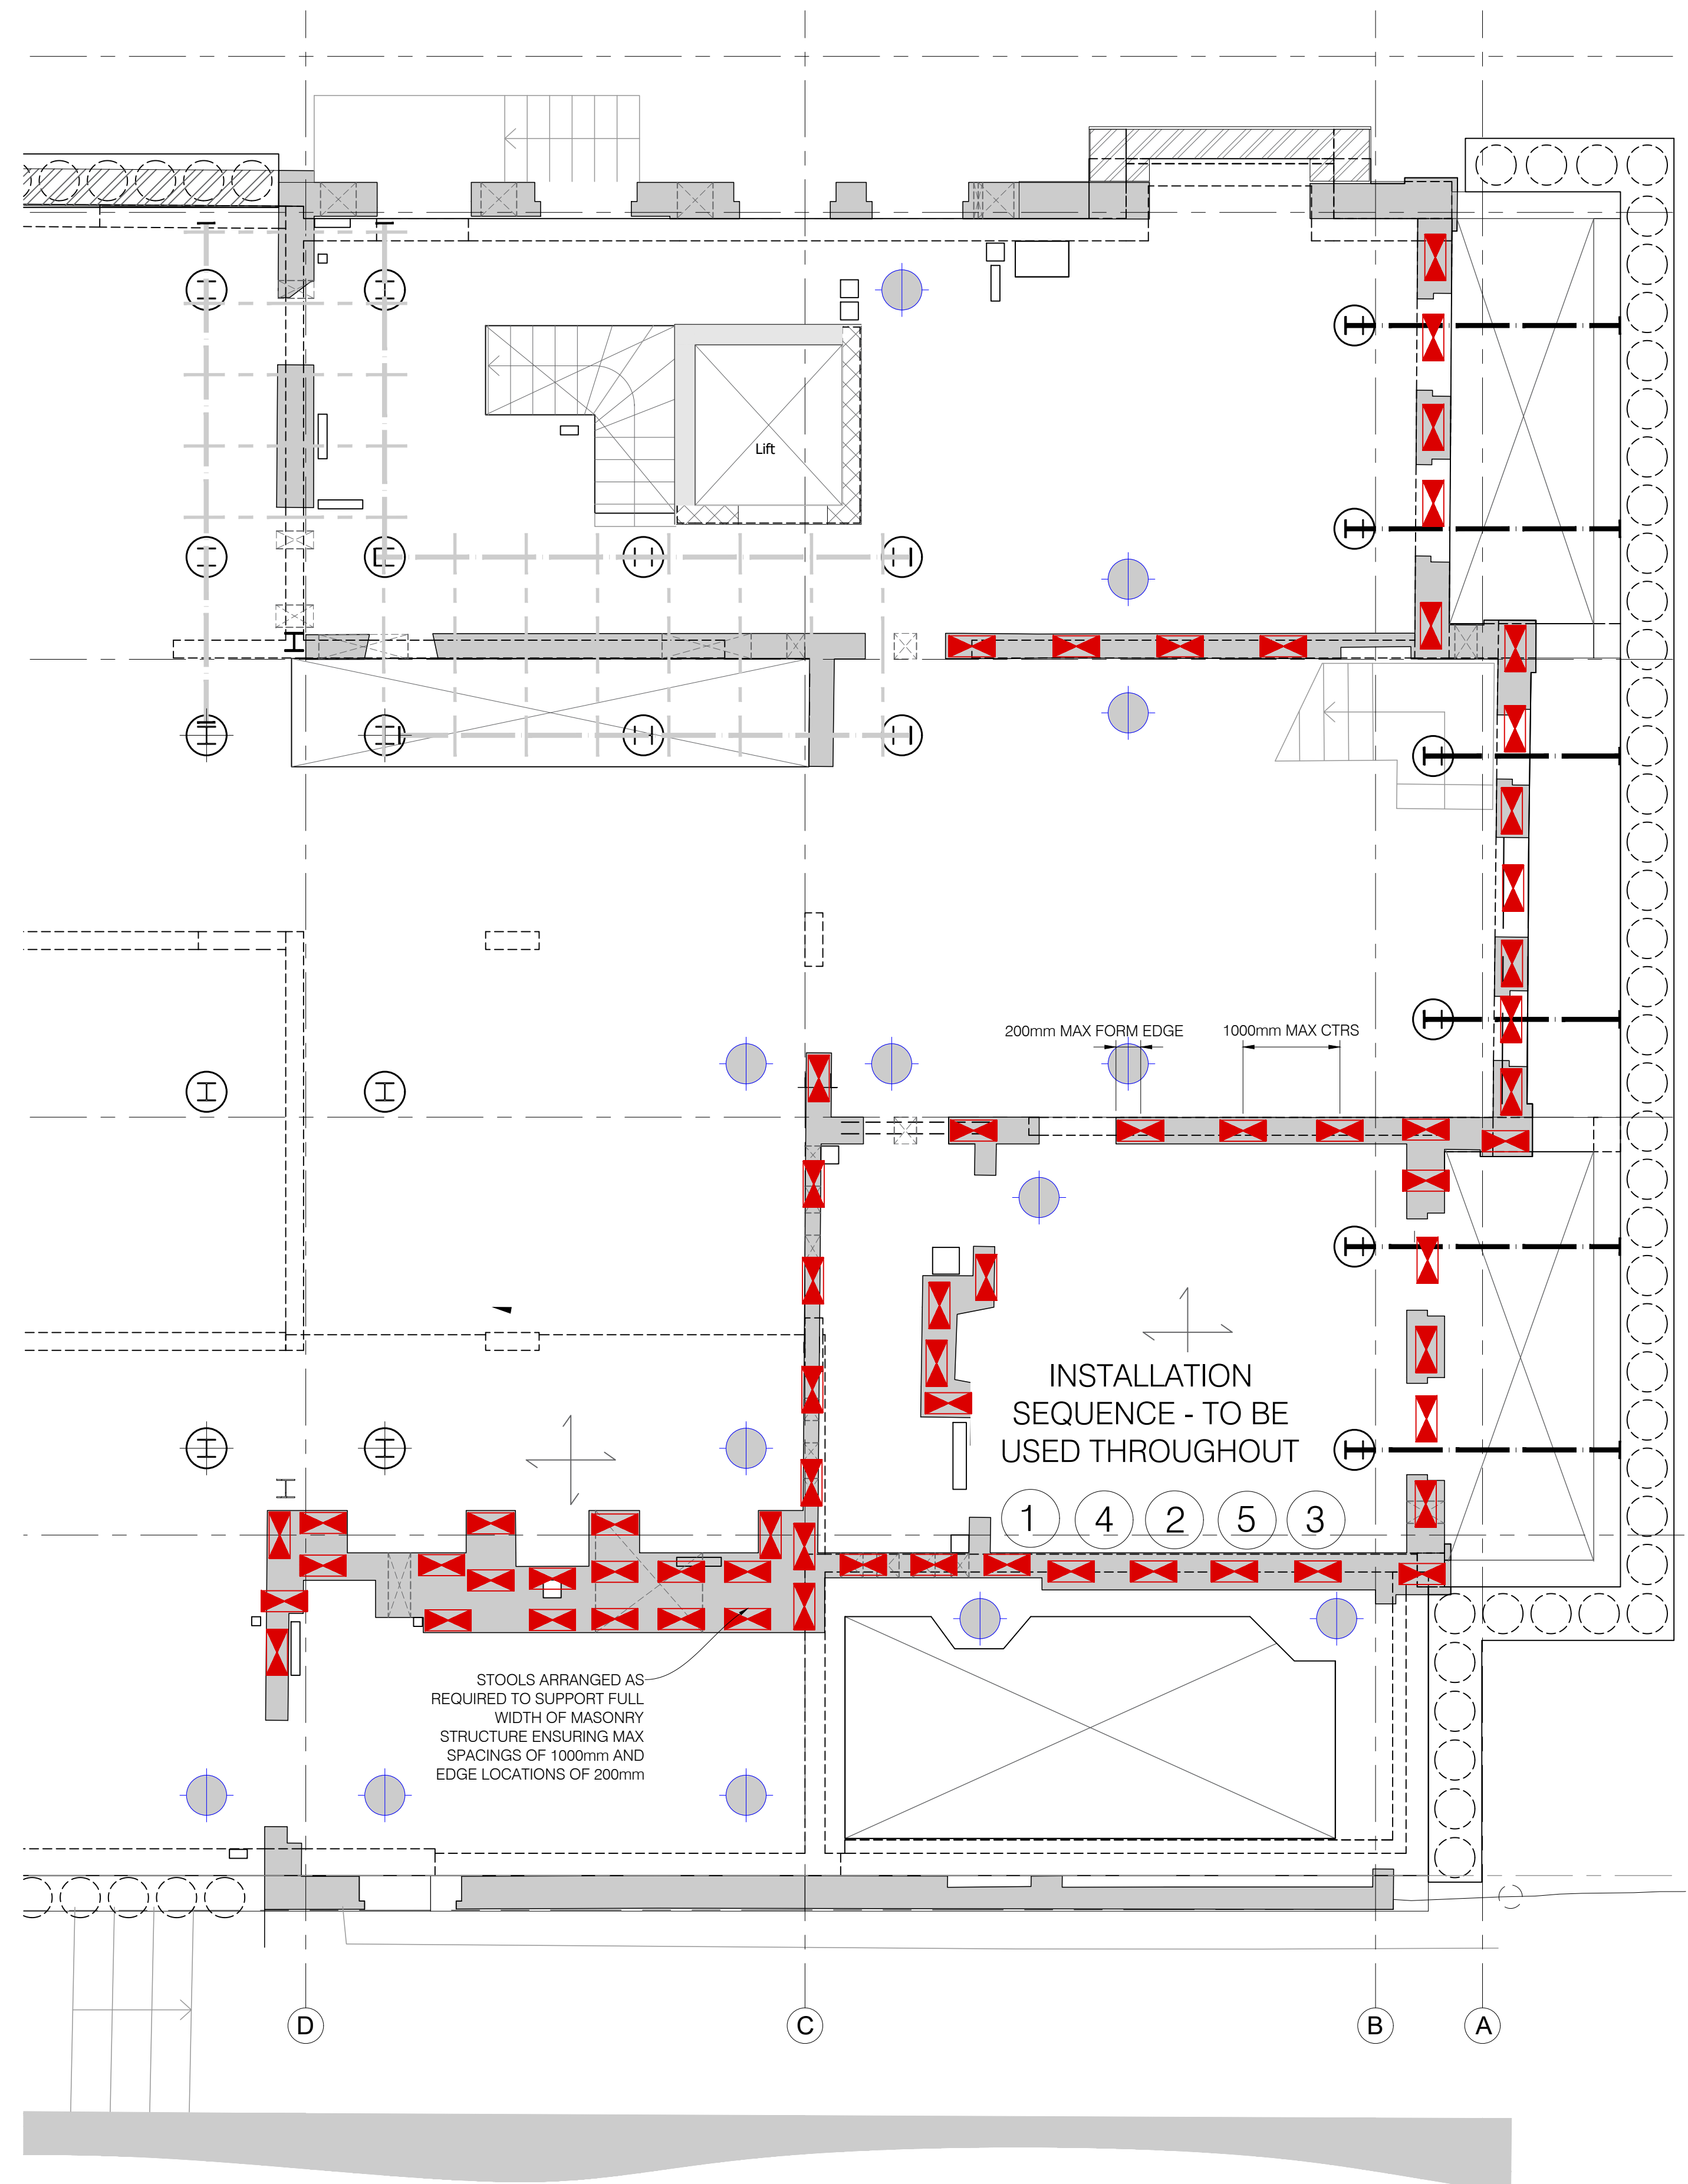 Lift
200mm MAX FORM EDGE
1000mm MAX CTRS
INSTALLATION
SEQUENCE - TO BE
USED THROUGHOUT
1 4 2 5 3
STOOLS ARRANGED AS
REQUIRED TO SUPPORT FULL
WIDTH OF MASONRY
STRUCTURE ENSURING MAX
SPACINGS OF 1000mm AND
EDGE LOCATIONS OF 200mm
D C B A